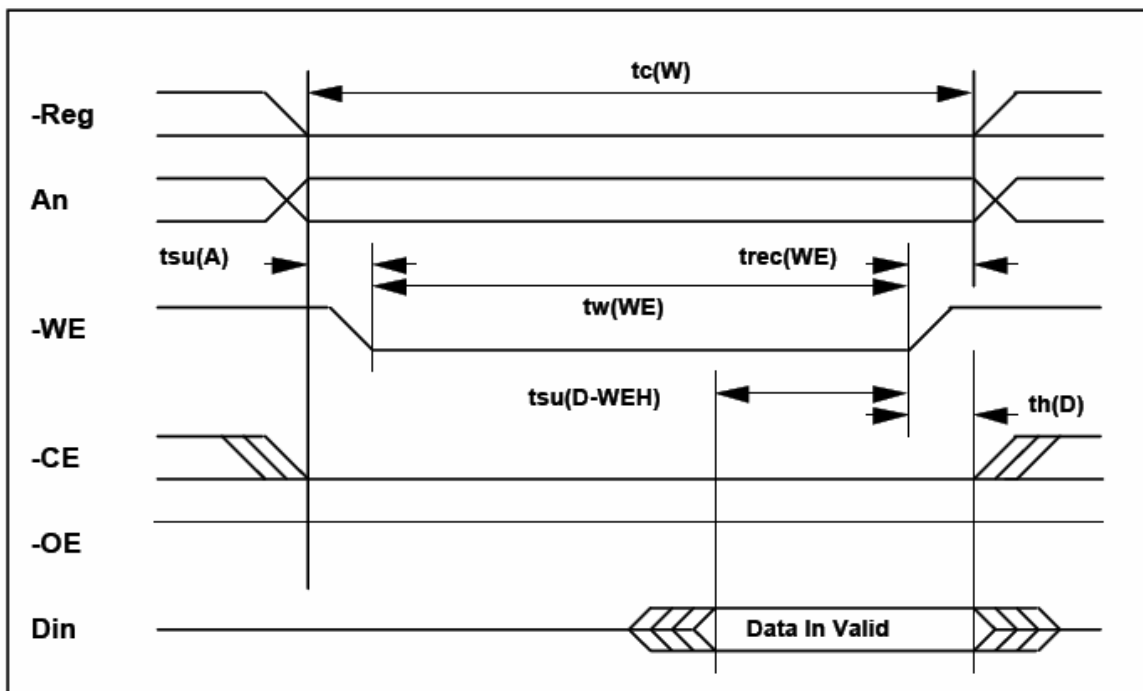 tc(W)
-Reg
An
tsu(A)
trec(WE)
tw(WE)
-WE
tsu(D-WEH)
th(D)
-CE
-OE
Din
Data In Valid